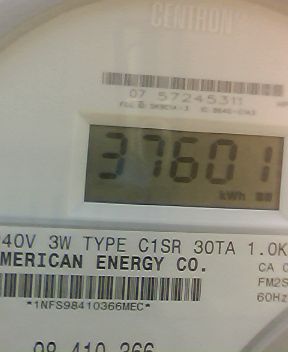 CENTRON
07 57245311
37601
kWh
40V 3W TYPE C1SR 30TA 1.0K
MERICAN ENERGY CO.
CA 0
FM2S
60Hz
*1NFS98410366MEC*
98 410 366